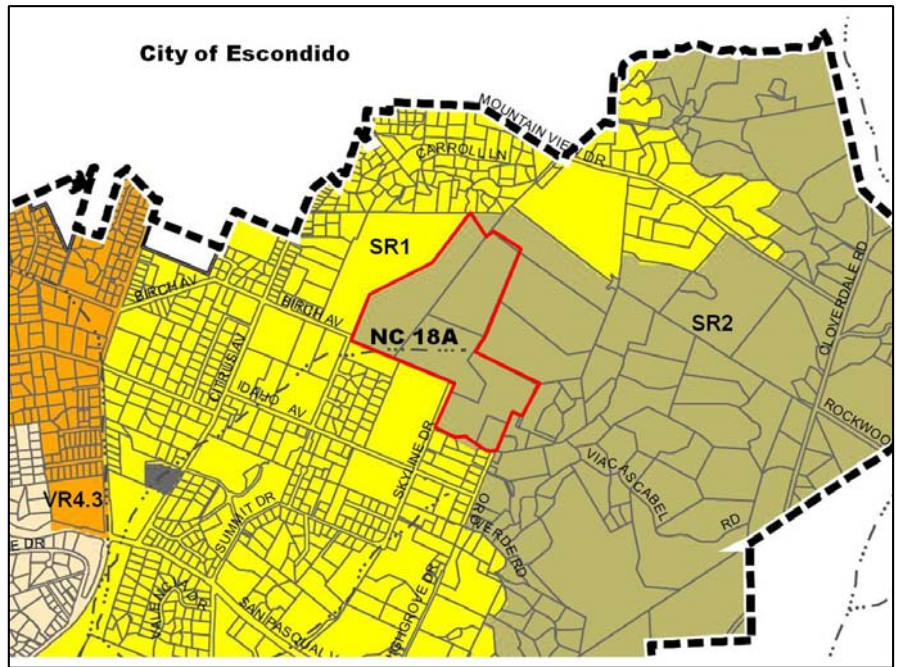 City of Escondido
MOUNTAIN VIEW DR
CARROLL LN
SR1
CLOVERDALE RD
BIRCH AV
BIRCH AV
SR2
NC 18A
CITRUS AV
IDAHO AV
ROCKWOO
SKYLINE DR
VIA CASCABEL
VR4.3
SUMMIT DR
RD
ORO VERDE RD
E DR
VALENCIA DR
SAN PASQUAL V
HIGHGROVE DR